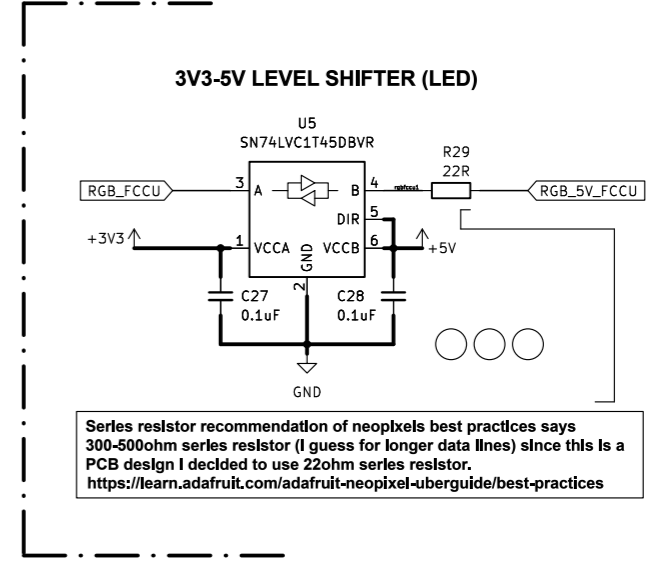 3V3-5V LEVEL SHIFTER (LED)
U5
SN74LVC1T45DBVR
R29
22R
RGB_FCCU
3
A
B
4
rgbfccu1
RGB_5V_FCCU
DIR
5
+3V3
1
VCCA
GND
VCCB
6
+5V
2
C27
0.1uF
C28
0.1uF
GND
Series resistor recommendation of neopixels best practices says
300-500ohm series resistor (I guess for longer data lines) since this is a
PCB design I decided to use 22ohm series resistor.
https://learn.adafruit.com/adafruit-neopixel-uberguide/best-practices